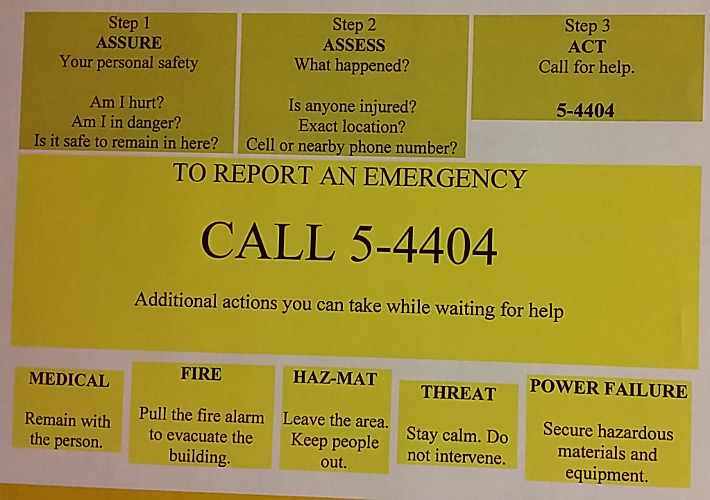 Step 1
ASSURE
Your personal safety
Am I hurt?
Am I in danger?
Is it safe to remain in here?
Step 2
ASSESS
What happened?
Is anyone injured?
Exact location?
Cell or nearby phone number?
Step 3
ACT
Call for help.
5-4404
TO REPORT AN EMERGENCY
CALL 5-4404
Additional actions you can take while waiting for help
MEDICAL
Remain with
the person.
FIRE
Pull the fire alarm
to evacuate the
building.
HAZ-MAT
Leave the area.
Keep people
out.
THREAT
Stay calm. Do
not intervene.
POWER FAILURE
Secure hazardous
materials and
equipment.